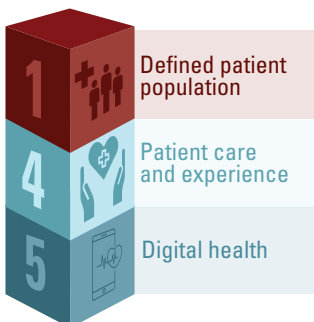 1
Defined patient
population
4
Patient care
and experience
5
Digital health